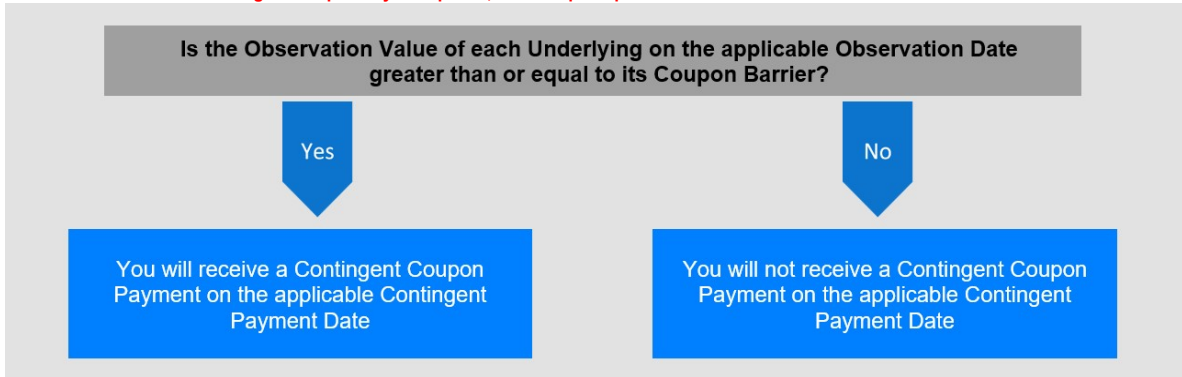 Is the Observation Value of each Underlying on the applicable Observation Date
greater than or equal to its Coupon Barrier?
Yes
No
You will receive a Contingent Coupon
Payment on the applicable Contingent
Payment Date
You will not receive a Contingent Coupon
Payment on the applicable Contingent
Payment Date